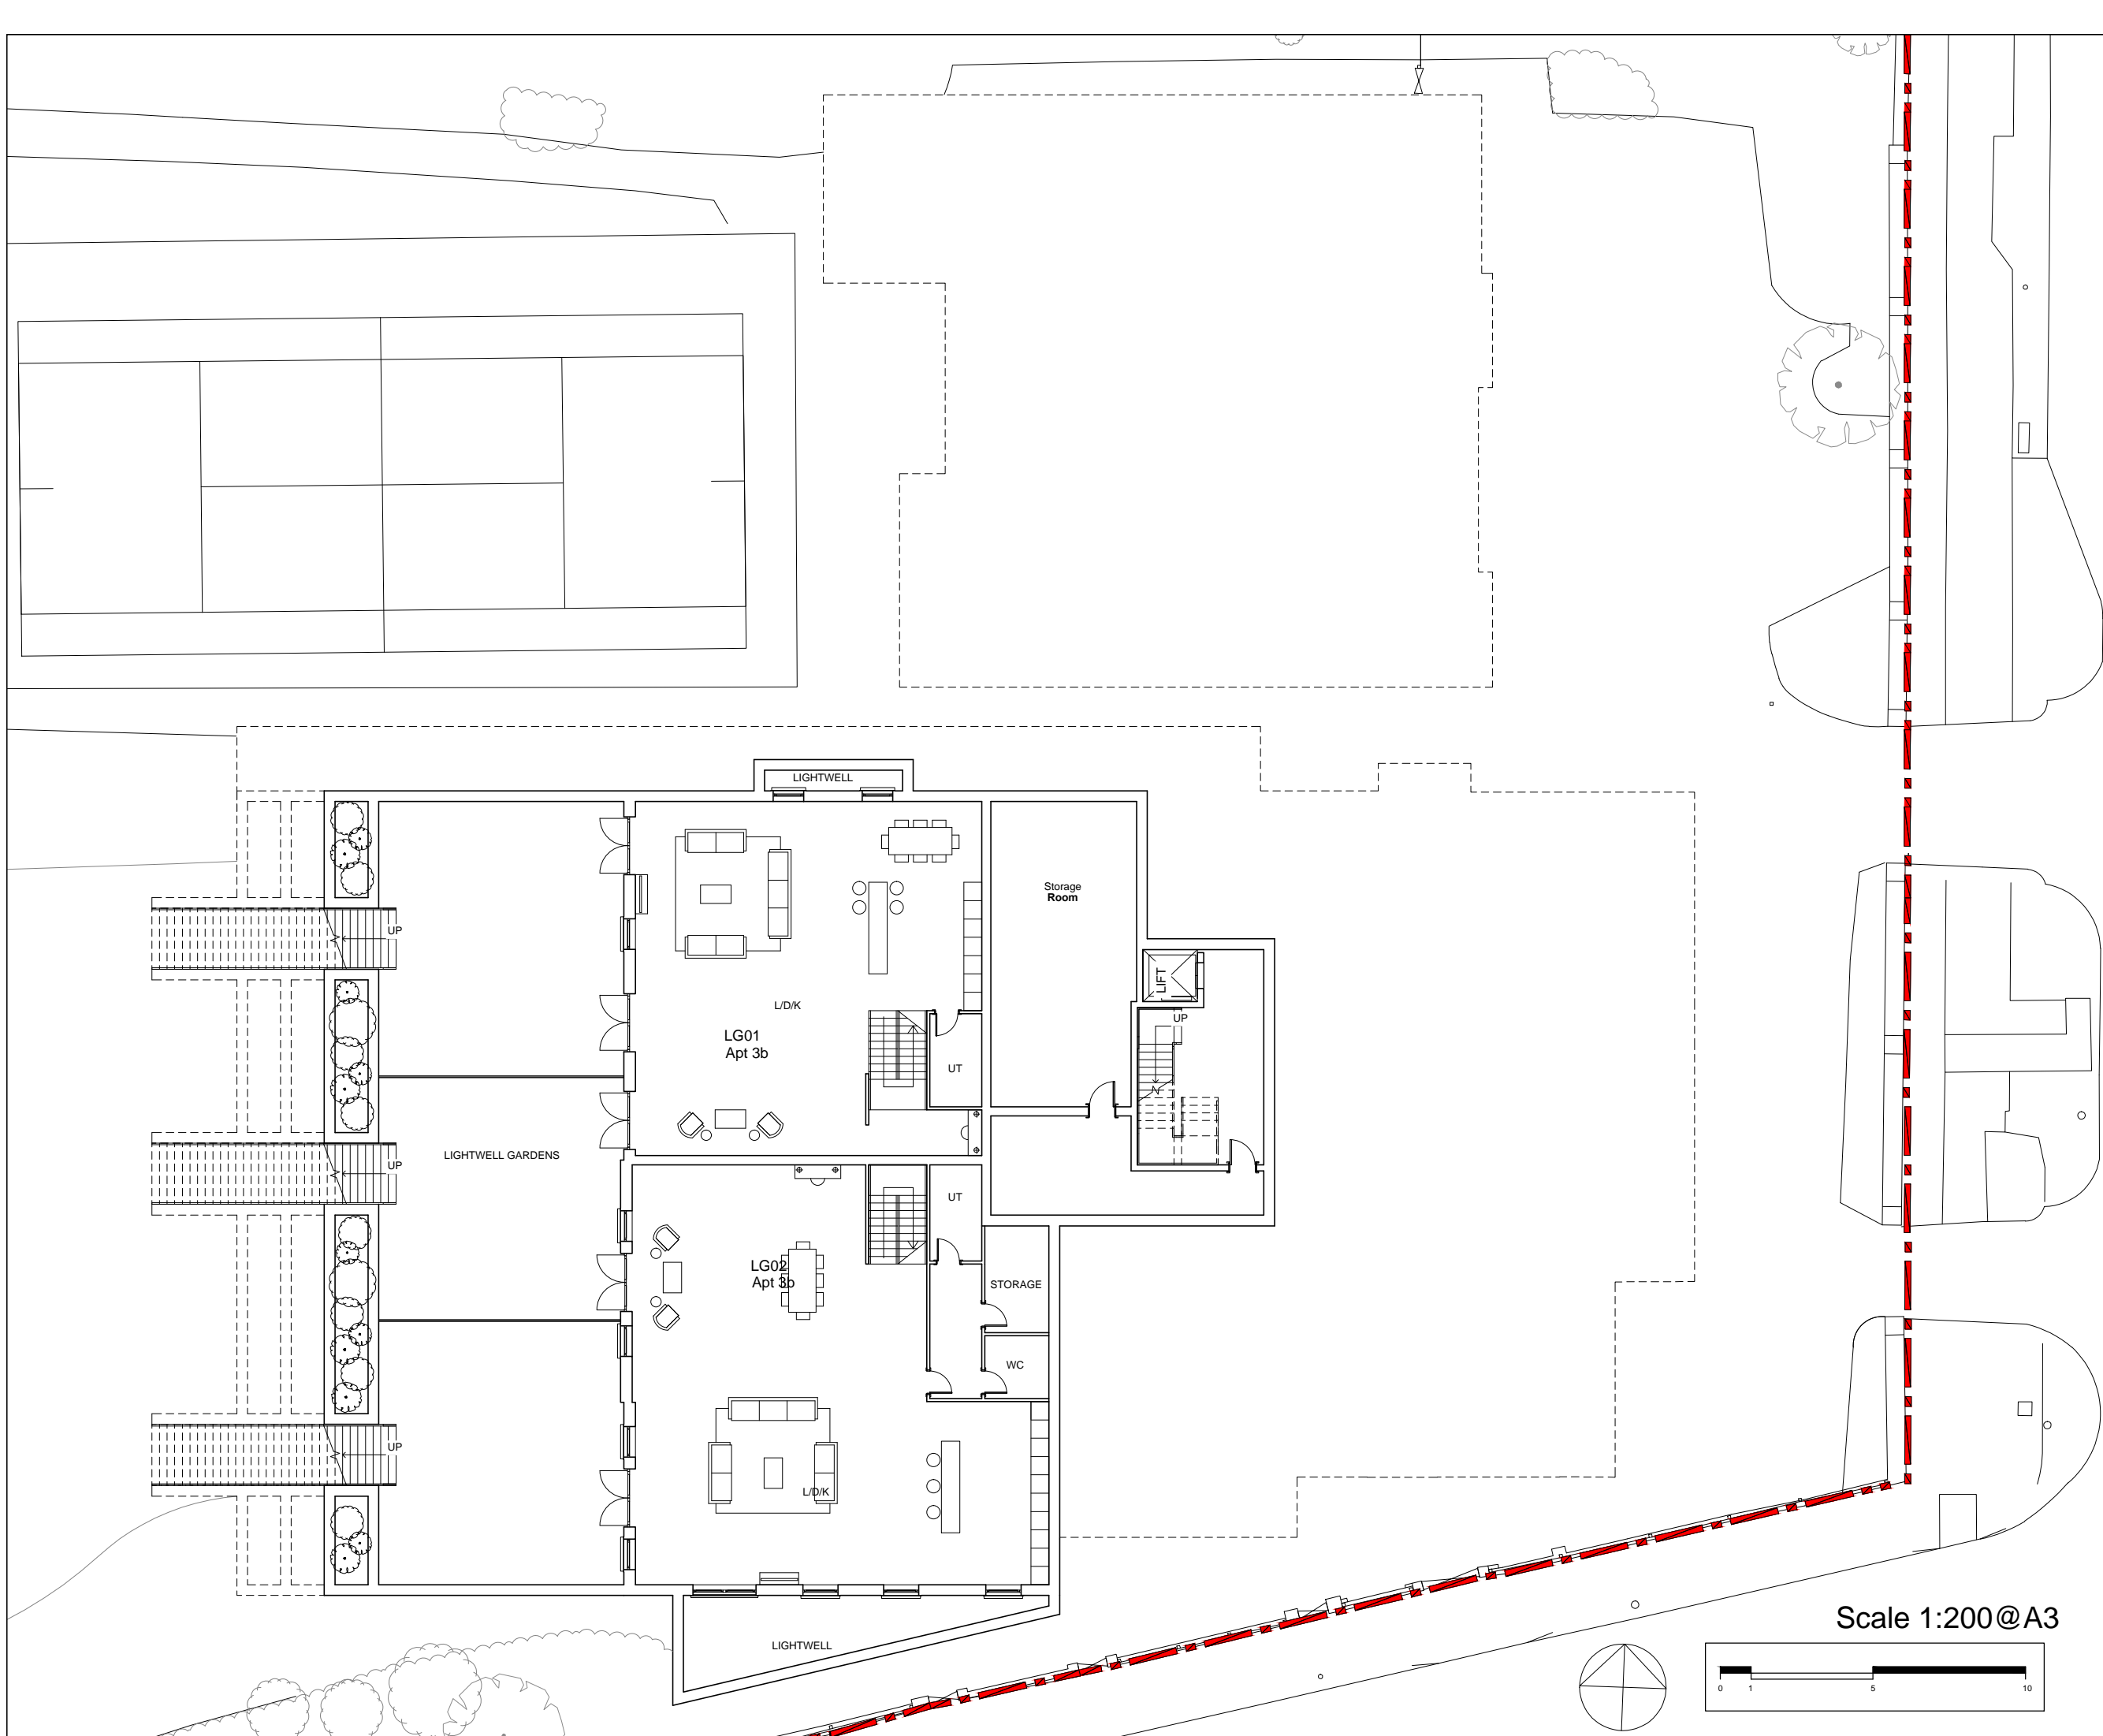 LIGHTWELL
Storage
Room
UP
LIFT
L/D/K
UP
LG01
Apt 3b
UT
LIGHTWELL GARDENS
UP
UT
LG02
Apt 3b
STORAGE
WC
UP
L/D/K
LIGHTWELL
Scale 1:200@A3
0 1 5 10